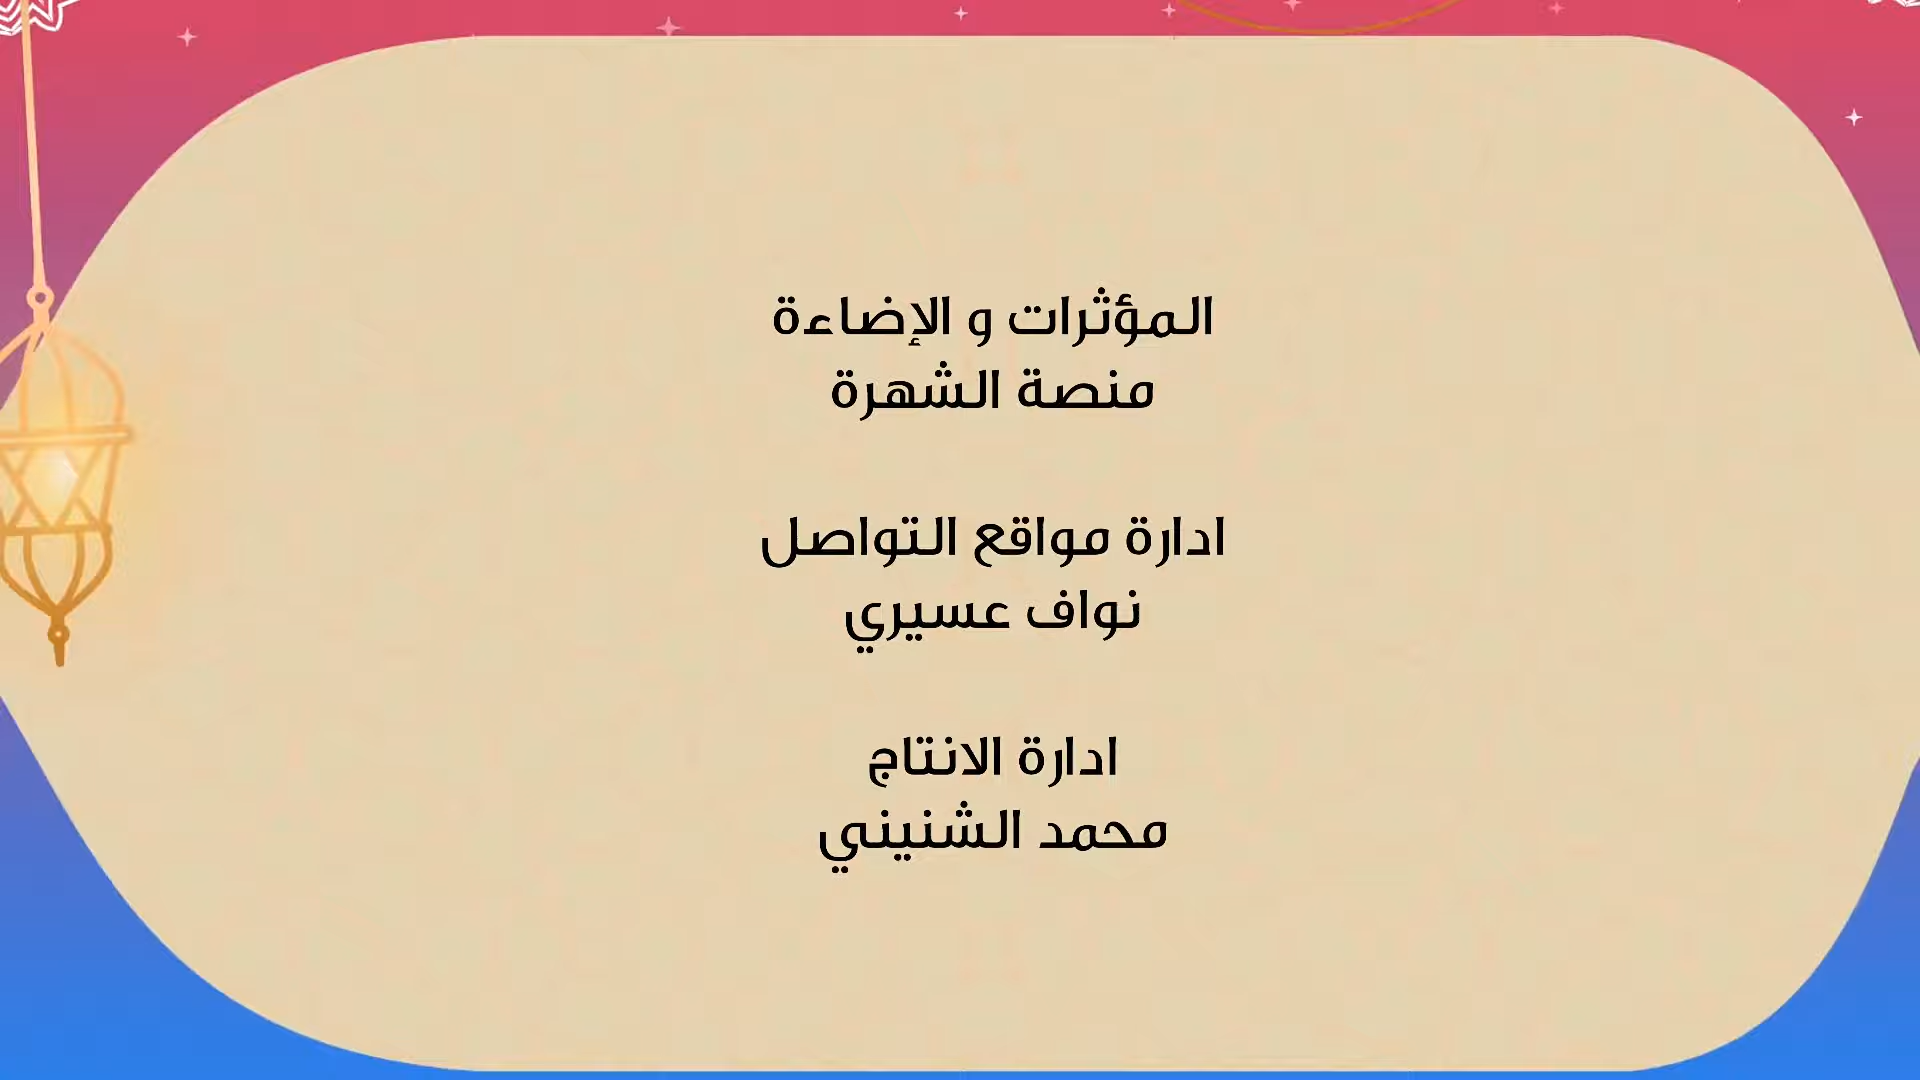 المؤثرات و الإضاءة
منصة الشهرة
ادارة مواقع التواصل
نواف عسيري
ادارة الانتاج
محمد الشنيني